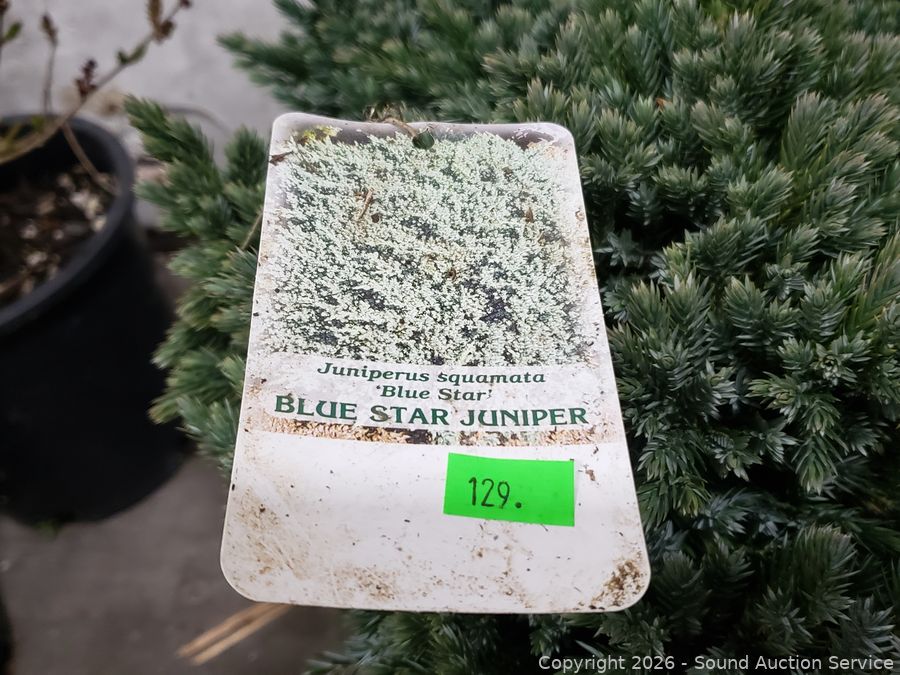 Juniperus squamata
'Blue Star'
BLUE STAR JUNIPER
129.
Copyright 2026 - Sound Auction Service